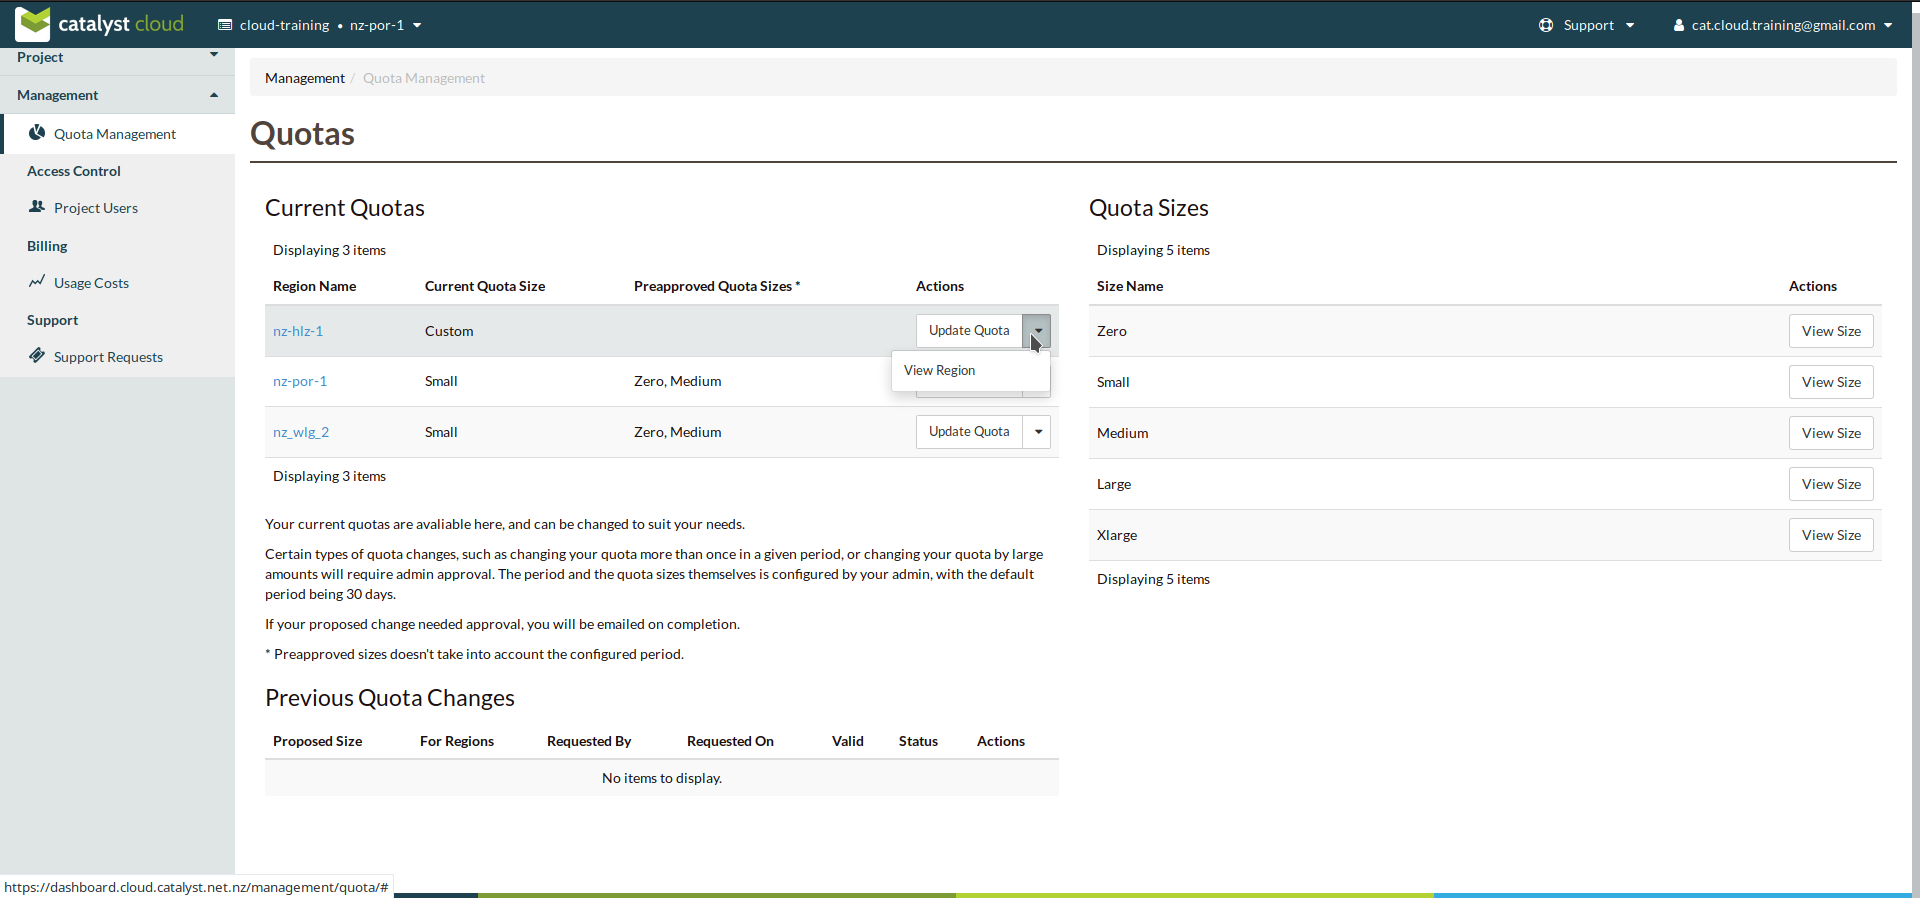 catalyst cloud
cloud-training • nz-por-1
Support
cat.cloud.training@gmail.com
Project
Management
Quota Management
Access Control
Project Users
Billing
Usage Costs
Support
Support Requests
Management / Quota Management
Quotas
Current Quotas
Displaying 3 items
Region Name Current Quota Size Preapproved Quota Sizes * Actions
nz-hlz-1 Custom Update Quota
View Region
nz-por-1 Small Zero, Medium
nz_wlg_2 Small Zero, Medium Update Quota
Displaying 3 items
Your current quotas are avaliable here, and can be changed to suit your needs.
Certain types of quota changes, such as changing your quota more than once in a given period, or changing your quota by large
amounts will require admin approval. The period and the quota sizes themselves is configured by your admin, with the default
period being 30 days.
If your proposed change needed approval, you will be emailed on completion.
* Preapproved sizes doesn't take into account the configured period.
Previous Quota Changes
Proposed Size For Regions Requested By Requested On Valid Status Actions
No items to display.
Quota Sizes
Displaying 5 items
Size Name Actions
Zero View Size
Small View Size
Medium View Size
Large View Size
Xlarge View Size
Displaying 5 items
https://dashboard.cloud.catalyst.net.nz/management/quota/#